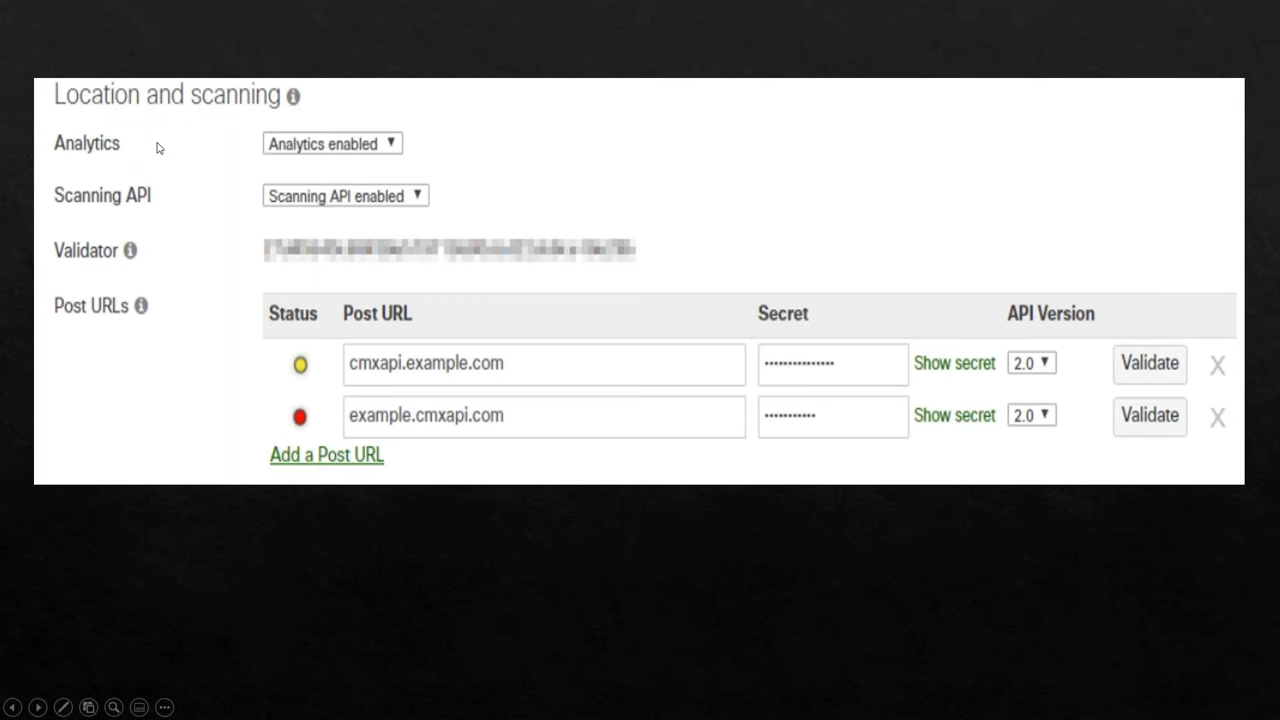 Location and scanning
Analytics Analytics enabled
Scanning API Scanning API enabled
Validator
Post URLs Status Post URL Secret API Version
cmxapi.example.com ••••••••••••••• Show secret 2.0 Validate X
example.cmxapi.com ••••••••••• Show secret 2.0 Validate X
Add a Post URL